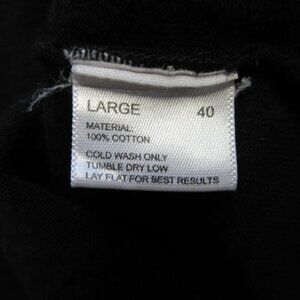 LARGE 40
MATERIAL:
100% COTTON
COLD WASH ONLY
TUMBLE DRY LOW
LAY FLAT FOR BEST RESULTS